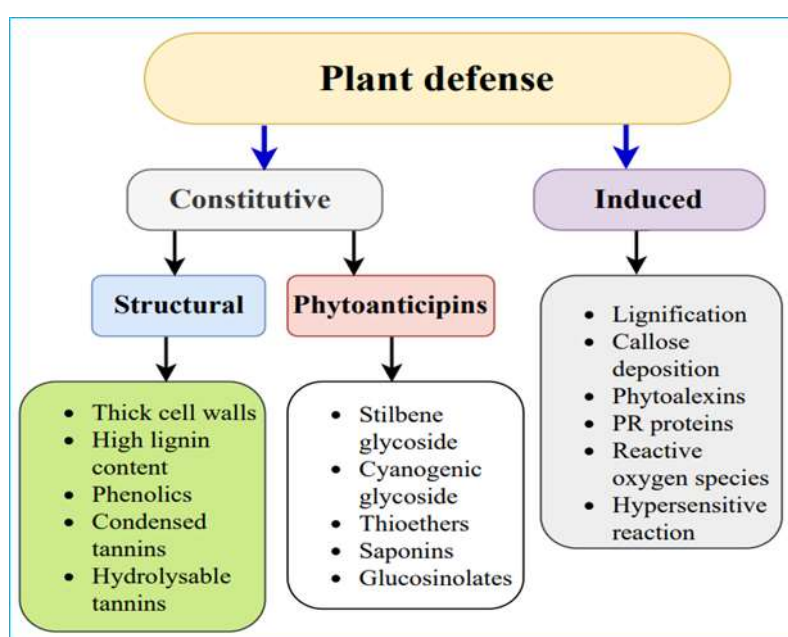 Plant defense
Constitutive
Induced
Structural
Phytoanticipins
• Thick cell walls
• High lignin
content
• Phenolics
• Condensed
tannins
• Hydrolysable
tannins
• Stilbene
glycoside
• Cyanogenic
glycoside
• Thioethers
• Saponins
• Glucosinolates
• Lignification
• Callose
deposition
• Phytoalexins
• PR proteins
• Reactive
oxygen species
• Hypersensitive
reaction